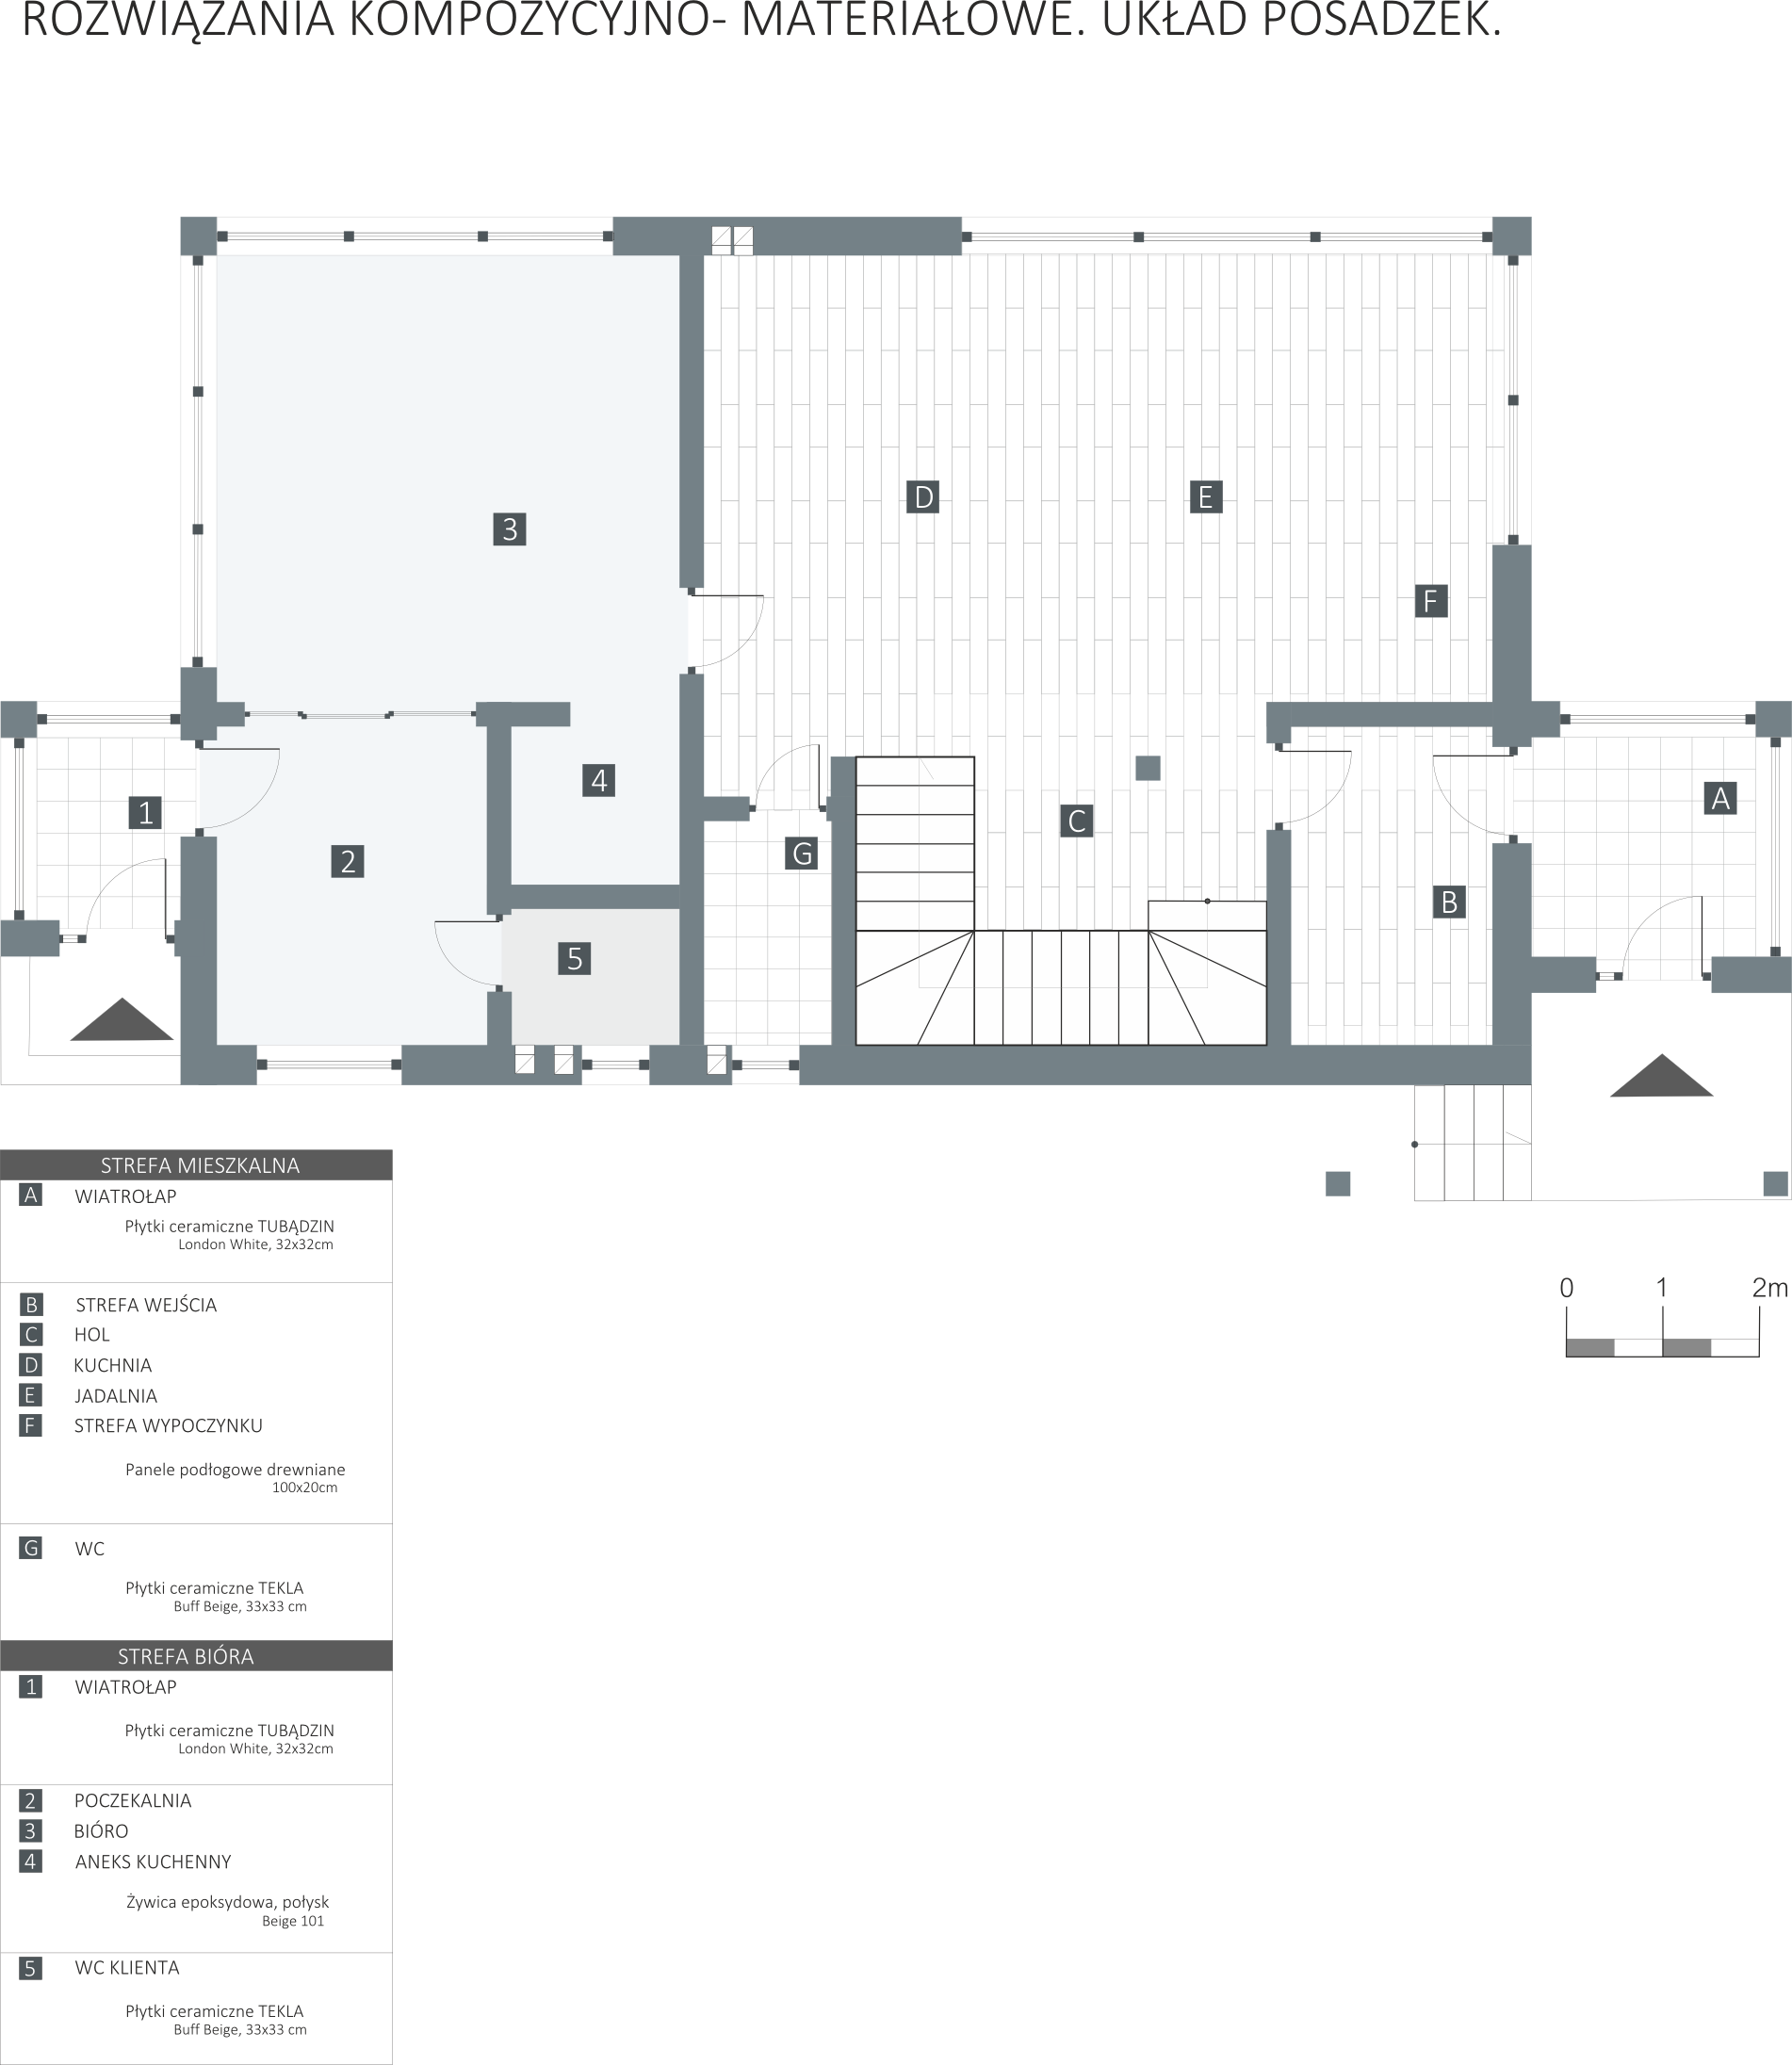 ROZWIĄZANIA KOMPOZYCYJNO- MATERIAŁOWE. UKŁAD POSADZEK.
D
E
3
F
4
1
A
C
2
G
B
5
STREFA MIESZKALNA
A WIATROŁAP
Płytki ceramiczne TUBĄDZIN
London White, 32x32cm
0 1 2m
B STREFA WEJŚCIA
C HOL
D KUCHNIA
E JADALNIA
F STREFA WYPOCZYNKU
Panele podłogowe drewniane
100x20cm
G WC
Płytki ceramiczne TEKLA
Buff Beige, 33x33 cm
STREFA BIÓRA
1 WIATROŁAP
Płytki ceramiczne TUBĄDZIN
London White, 32x32cm
2 POCZEKALNIA
3 BIÓRO
4 ANEKS KUCHENNY
Żywica epoksydowa, połysk
Beige 101
5 WC KLIENTA
Płytki ceramiczne TEKLA
Buff Beige, 33x33 cm